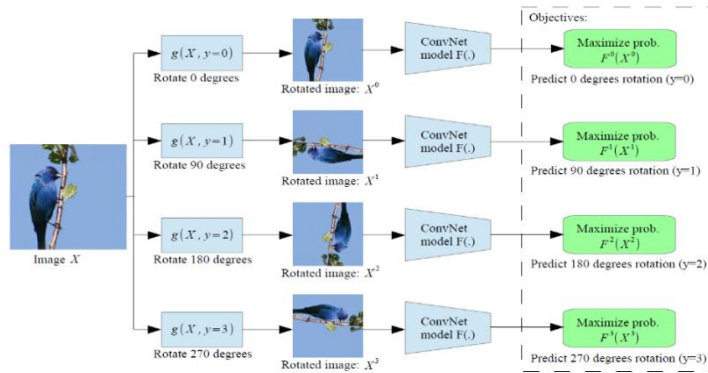 Objectives:
g(X, y=0)
Rotate 0 degrees
Rotated image: X⁰
ConvNet
model F(.)
Maximize prob.
F⁰(X⁰)
Predict 0 degrees rotation (y=0)
g(X, y=1)
Rotate 90 degrees
Rotated image: X¹
ConvNet
model F(.)
Maximize prob.
F¹(X¹)
Predict 90 degrees rotation (y=1)
Image X
g(X, y=2)
Rotate 180 degrees
Rotated image: X²
ConvNet
model F(.)
Maximize prob.
F²(X²)
Predict 180 degrees rotation (y=2)
g(X, y=3)
Rotate 270 degrees
Rotated image: X³
ConvNet
model F(.)
Maximize prob.
F³(X³)
Predict 270 degrees rotation (y=3)